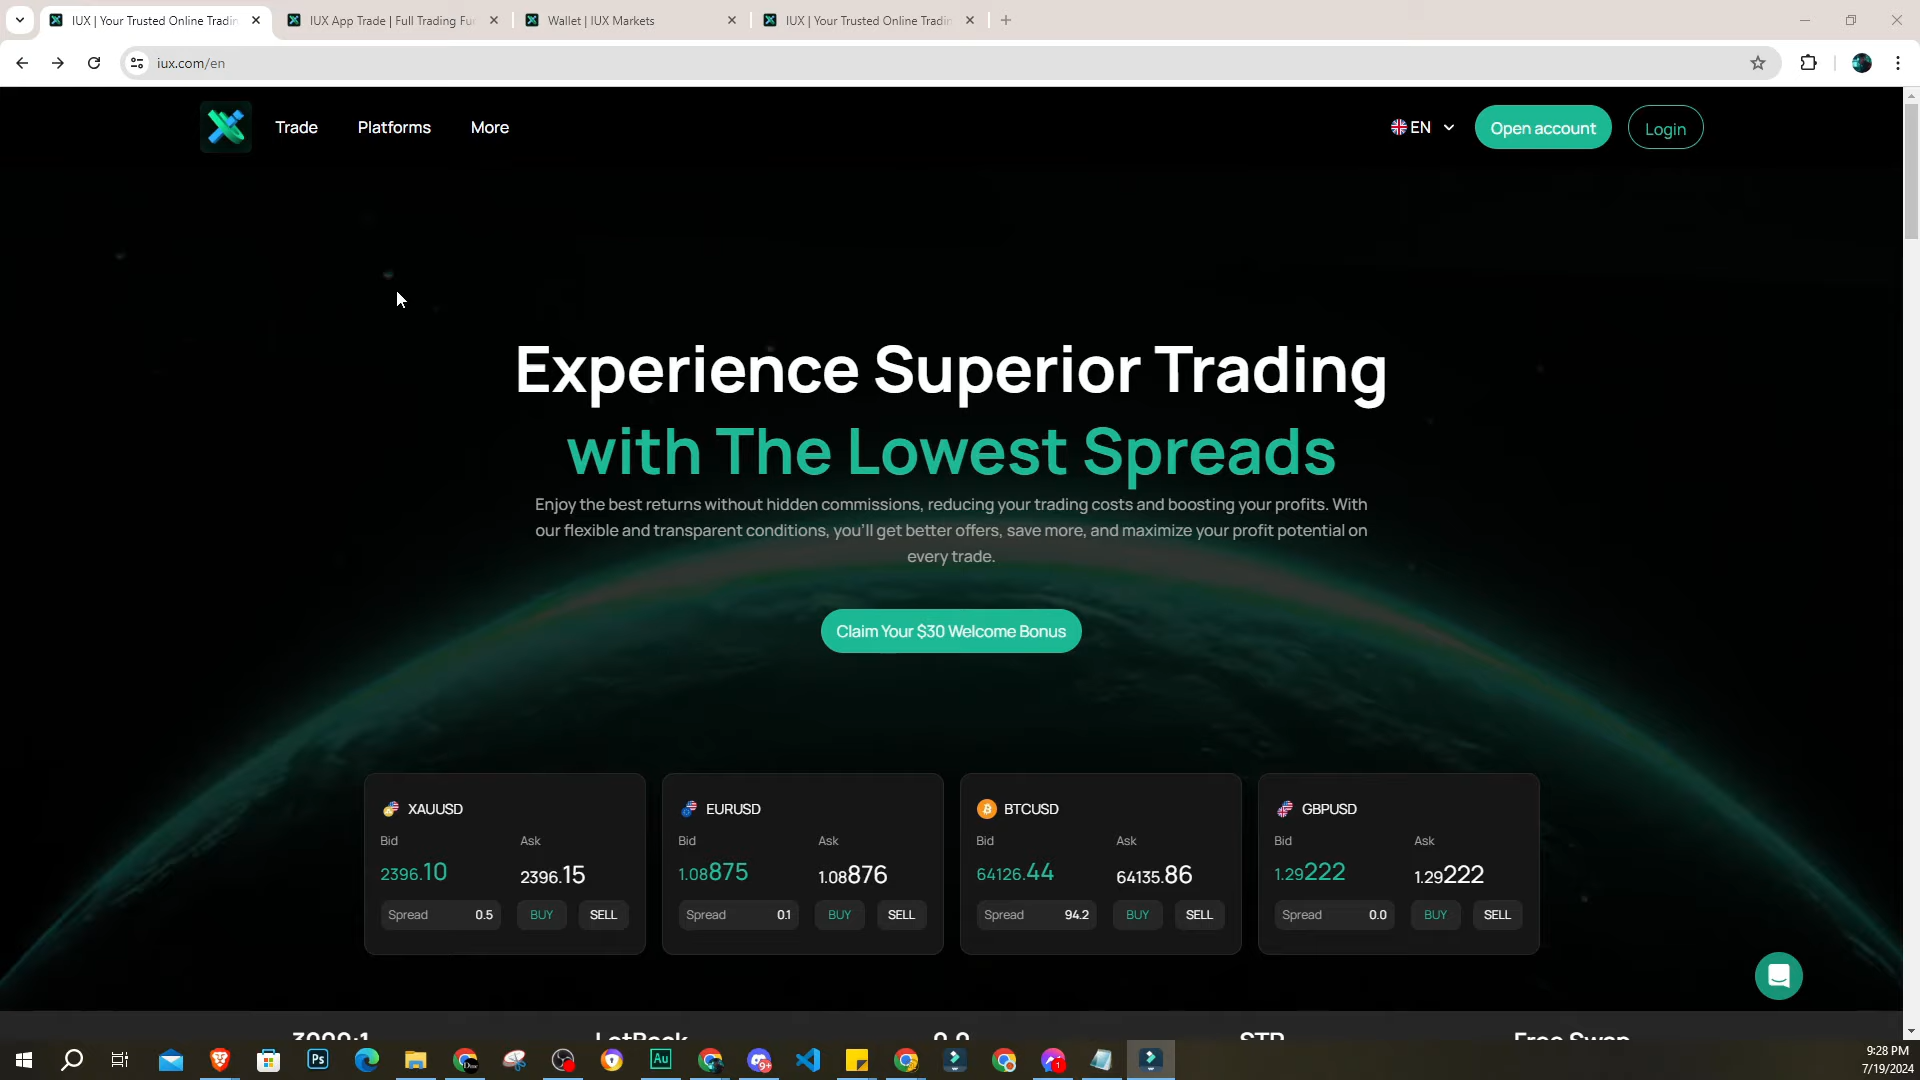 IUX | Your Trusted Online Tradin
IUX App Trade | Full Trading Fu
Wallet | IUX Markets
IUX | Your Trusted Online Tradin
iux.com/en
Trade
Platforms
More
EN
Open account
Login
Experience Superior Trading
with The Lowest Spreads
Enjoy the best returns without hidden commissions, reducing your trading costs and boosting your profits. With
our flexible and transparent conditions, you'll get better offers, save more, and maximize your profit potential on
every trade.
Claim Your $30 Welcome Bonus
XAUUSD
Bid Ask
2396.10 2396.15
Spread 0.5 BUY SELL
EURUSD
Bid Ask
1.08875 1.08876
Spread 0.1 BUY SELL
BTCUSD
Bid Ask
64126.44 64135.86
Spread 94.2 BUY SELL
GBPUSD
Bid Ask
1.29222 1.29222
Spread 0.0 BUY SELL
Ps
Au
9+
1
9:28 PM
7/19/2024